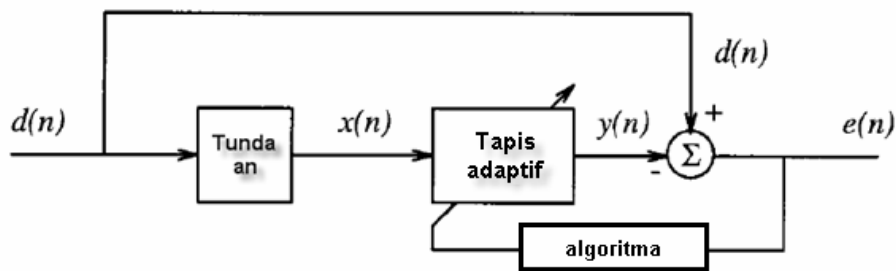 d(n)
d(n)
x(n)
y(n)
e(n)
+
Tunda
an
Tapis
adaptif
Σ
-
algoritma